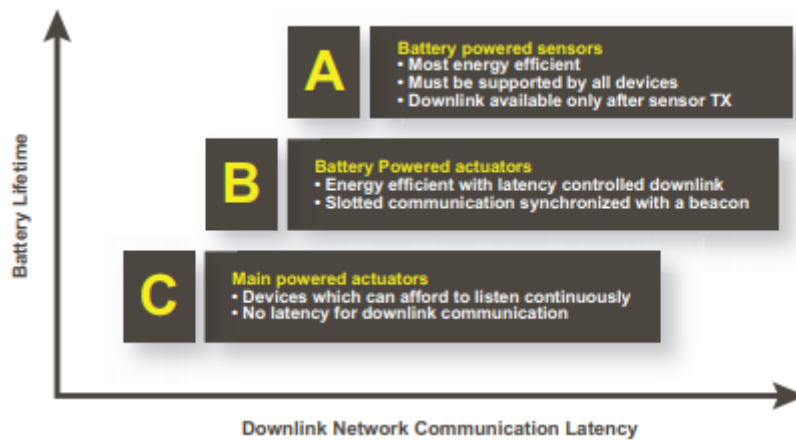 Battery Lifetime
A
Battery powered sensors
• Most energy efficient
• Must be supported by all devices
• Downlink available only after sensor TX
B
Battery Powered actuators
• Energy efficient with latency controlled downlink
• Slotted communication synchronized with a beacon
C
Main powered actuators
• Devices which can afford to listen continuously
• No latency for downlink communication
Downlink Network Communication Latency